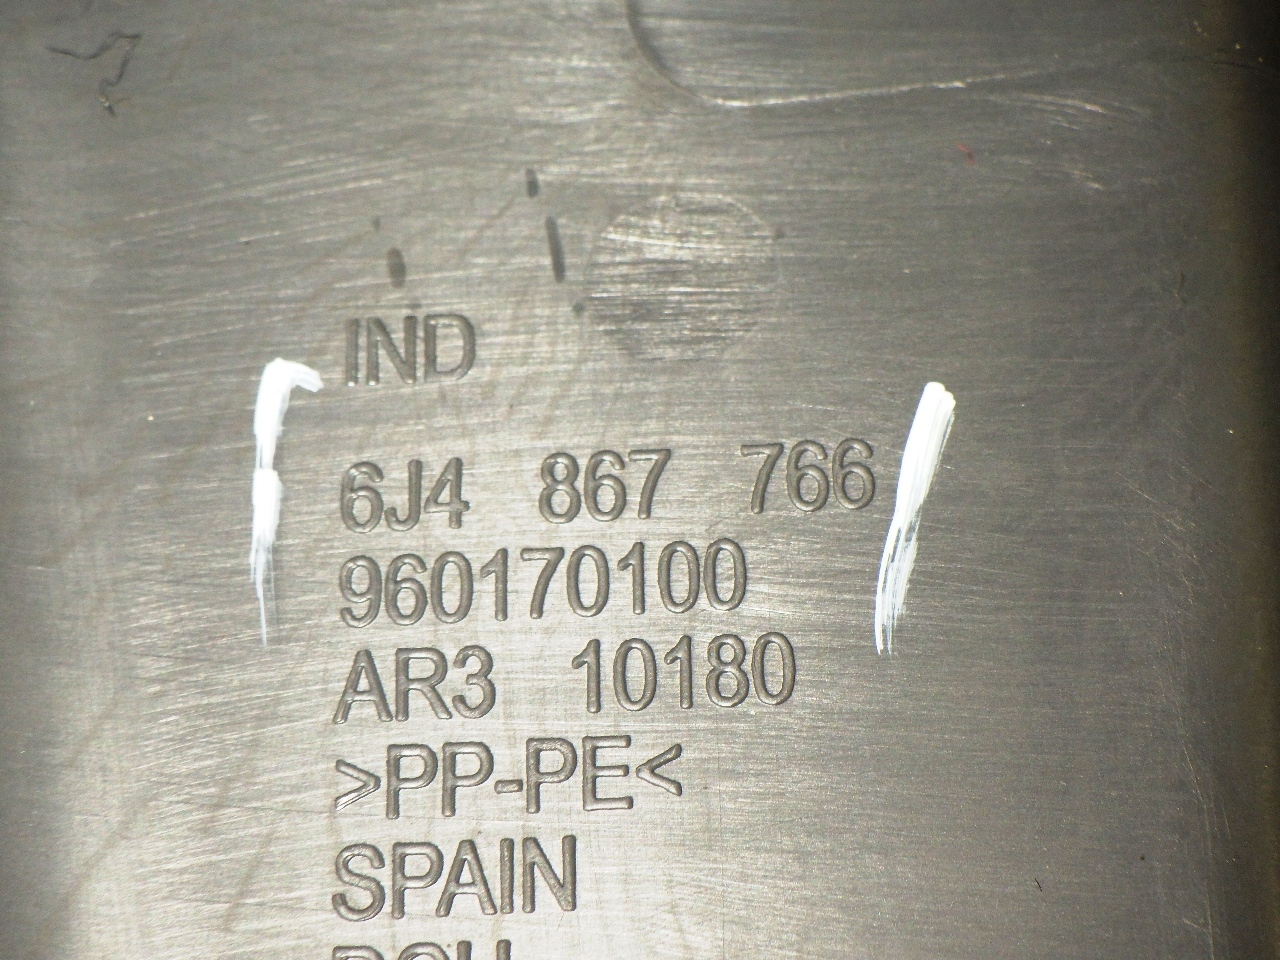 IND
6J4 867 766
960170100
AR3 10180
>PP-PE<
SPAIN